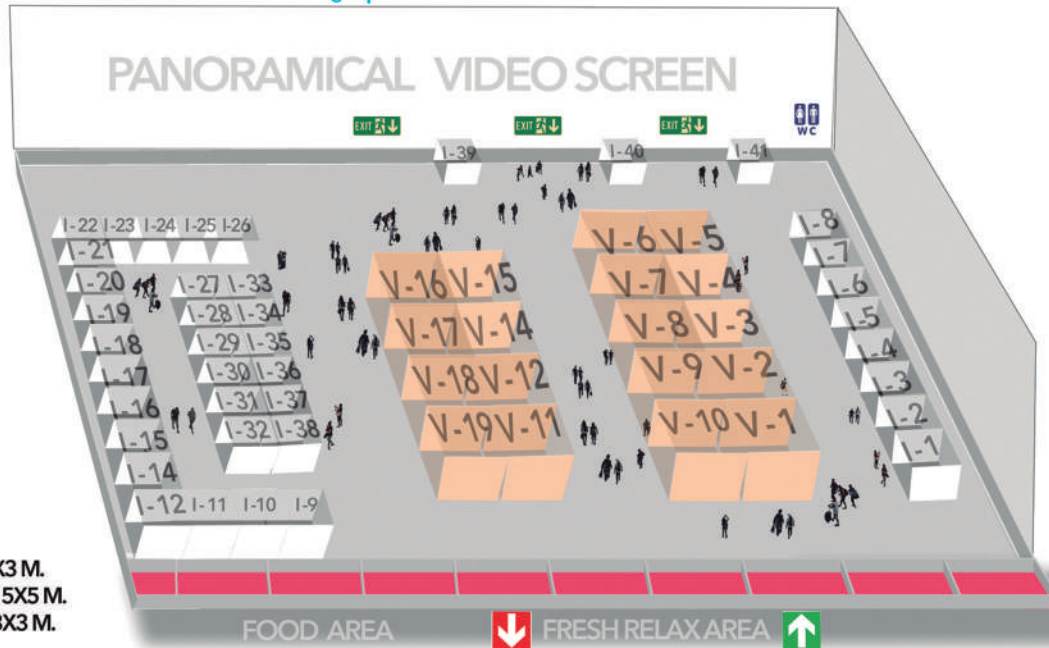 PANORAMICAL VIDEO SCREEN
EXIT EXIT EXIT WC
I-39 I-40 I-41
I-22 I-23 I-24 I-25 I-26
I-21
I-20
I-19
I-18
I-17
I-16
I-15
I-14
I-12 I-11 I-10 I-9
I-27 I-33
I-28 I-34
I-29 I-35
I-30 I-36
I-31 I-37
I-32 I-38
V-16 V-15
V-17 V-14
V-18 V-12
V-19 V-11
V-6 V-5
V-7 V-4
V-8 V-3
V-9 V-2
V-10 V-1
I-8
I-7
I-6
I-5
I-4
I-3
I-2
I-1
X3 M.
5X5 M.
3X3 M.
FOOD AREA FRESH RELAX AREA